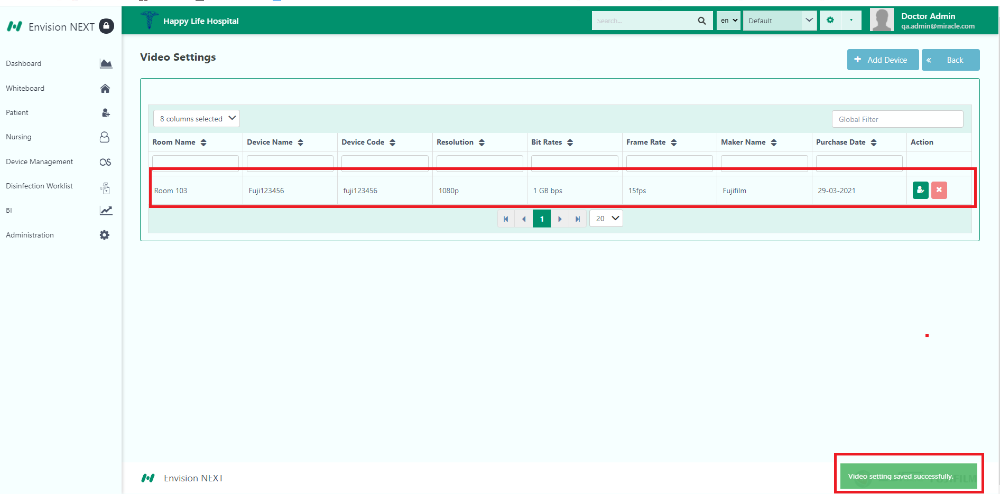 Envision NEXT
Happy Life Hospital
Search...
en
Default
Doctor Admin
qa.admin@miracle.com
Dashboard
Whiteboard
Patient
Nursing
Device Management
Disinfection Worklist
BI
Administration
Video Settings
Add Device
Back
8 columns selected
Global Filter
Room Name Device Name Device Code Resolution Bit Rates Frame Rate Maker Name Purchase Date Action
Room 103 Fuji123456 fuji123456 1080p 1 GB bps 15fps Fujifilm 29-03-2021
1
20
Envision NEXT
Video setting saved successfully.
FUJIFILM